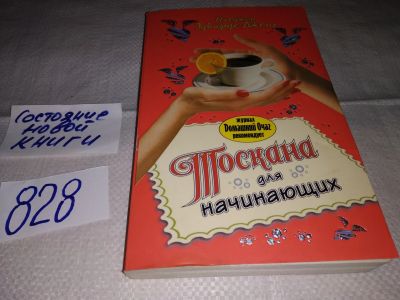 Состояние
новой
книги
828
журнал
Домашний Очаг
рекомендует
Тоскана
для
начинающих